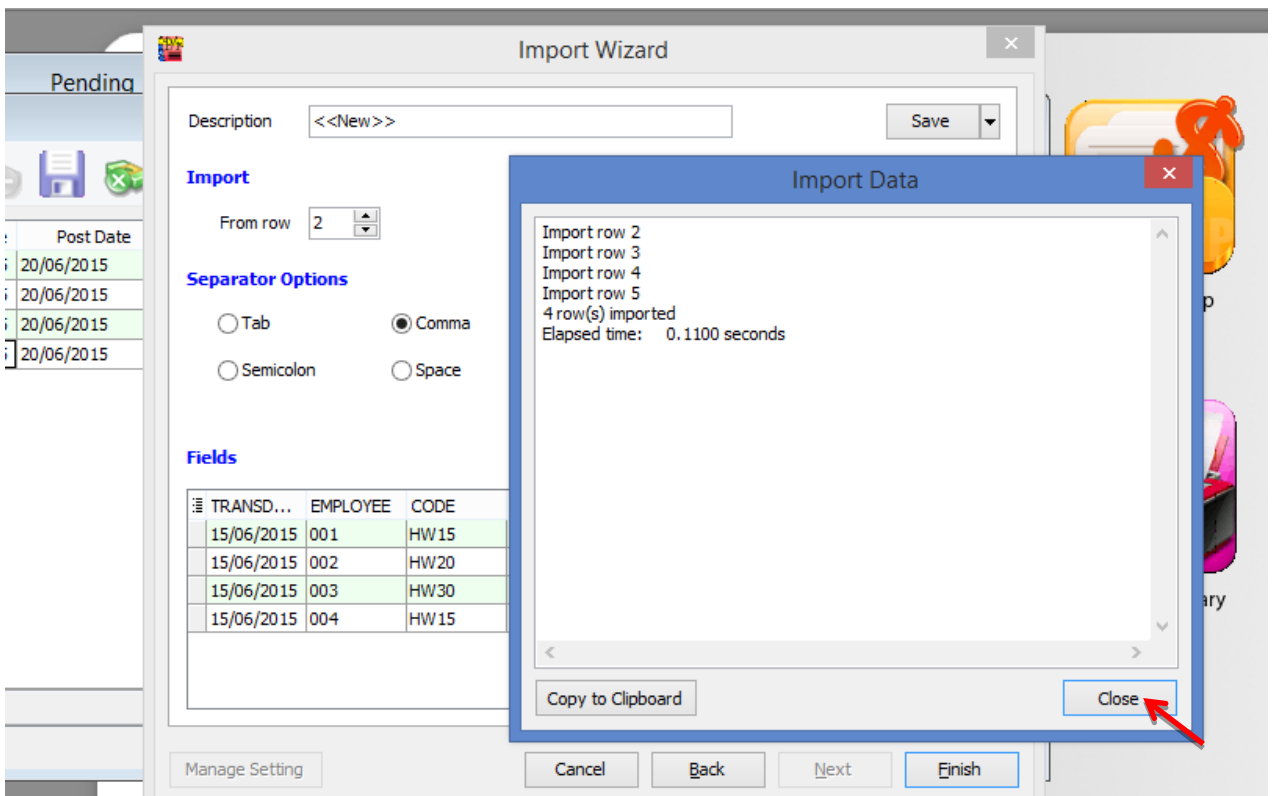 Pending
Post Date
20/06/2015
20/06/2015
20/06/2015
20/06/2015
Import Wizard
Description <<New>> Save
Import
From row 2
Separator Options
Tab Comma
Semicolon Space
Fields
TRANSD... EMPLOYEE CODE
15/06/2015 001 HW15
15/06/2015 002 HW20
15/06/2015 003 HW30
15/06/2015 004 HW15
Manage Setting Cancel Back Next Finish
Import Data
Import row 2
Import row 3
Import row 4
Import row 5
4 row(s) imported
Elapsed time: 0.1100 seconds
Copy to Clipboard Close